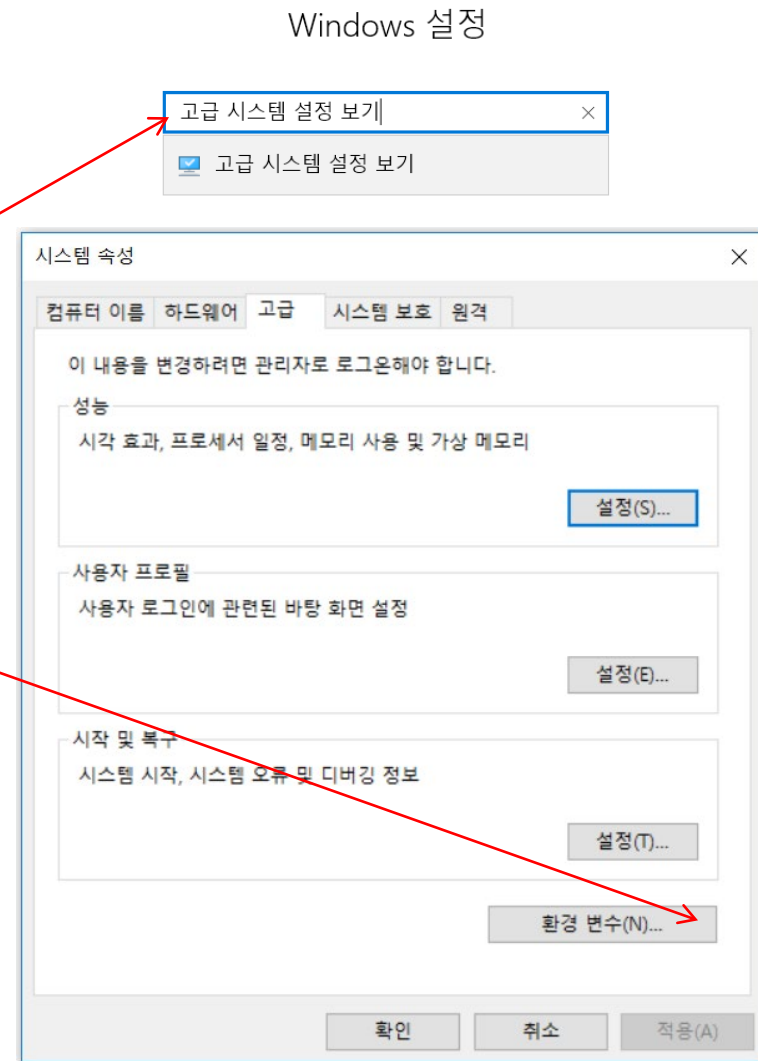 Windows 설정
고급 시스템 설정 보기
고급 시스템 설정 보기
시스템 속성
컴퓨터 이름 하드웨어 고급 시스템 보호 원격
이 내용을 변경하려면 관리자로 로그온해야 합니다.
성능
시각 효과, 프로세서 일정, 메모리 사용 및 가상 메모리
설정(S)...
사용자 프로필
사용자 로그인에 관련된 바탕 화면 설정
설정(E)...
시작 및 복구
시스템 시작, 시스템 오류 및 디버깅 정보
설정(T)...
환경 변수(N)...
확인 취소 적용(A)